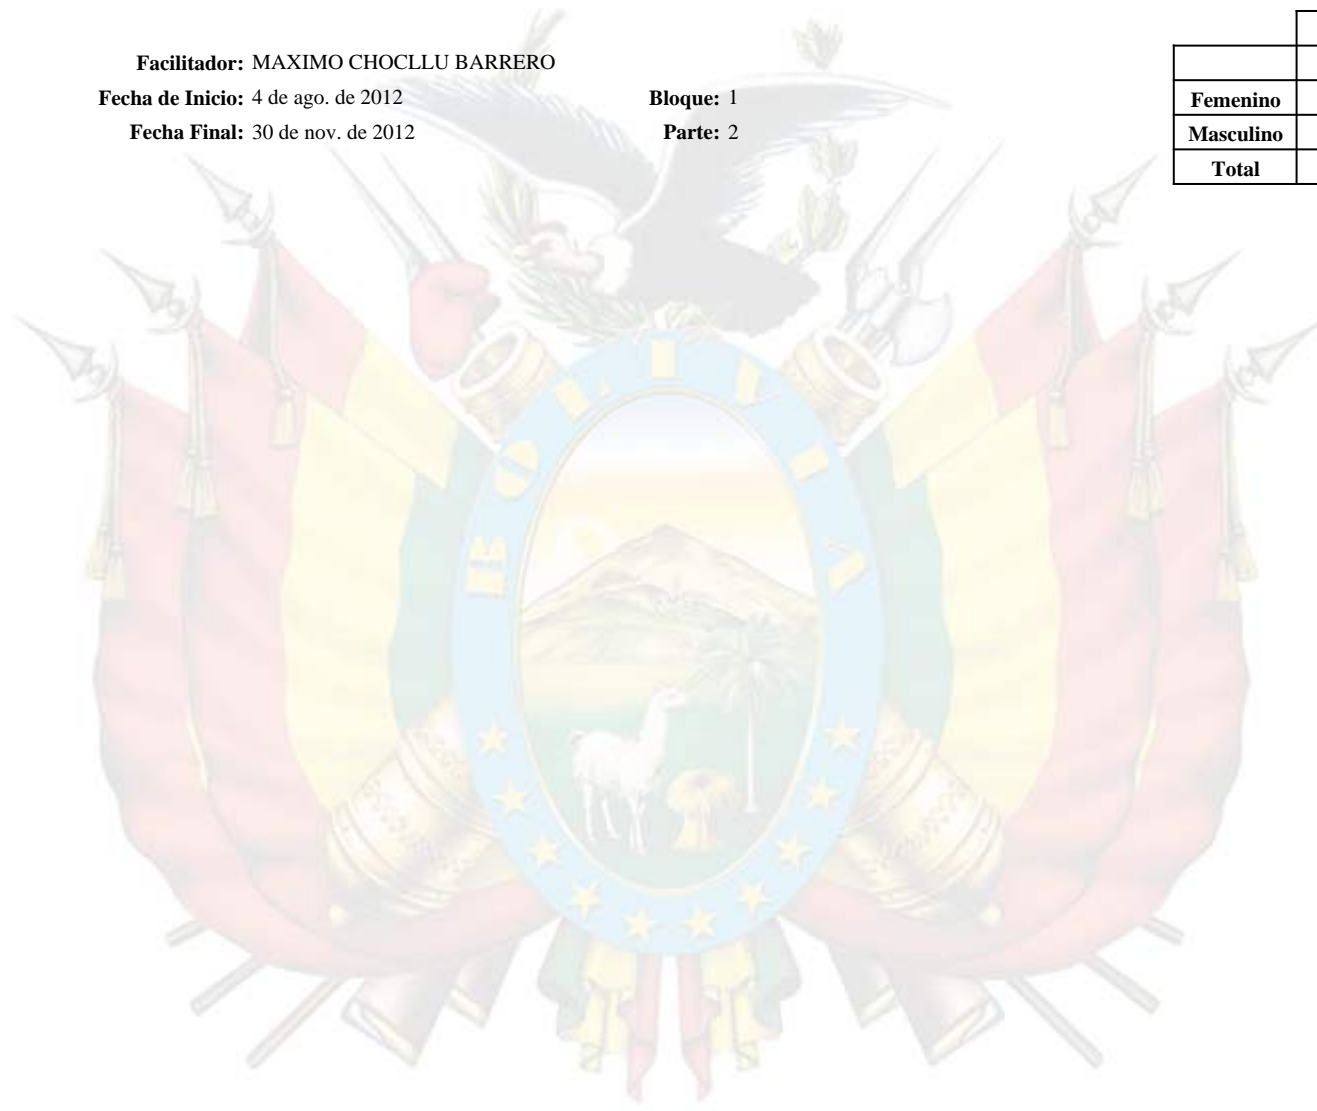 Facilitador: MAXIMO CHOCLLU BARRERO
Fecha de Inicio: 4 de ago. de 2012 Bloque: 1
Fecha Final: 30 de nov. de 2012 Parte: 2
Femenino
Masculino
Total
BOLIVIA